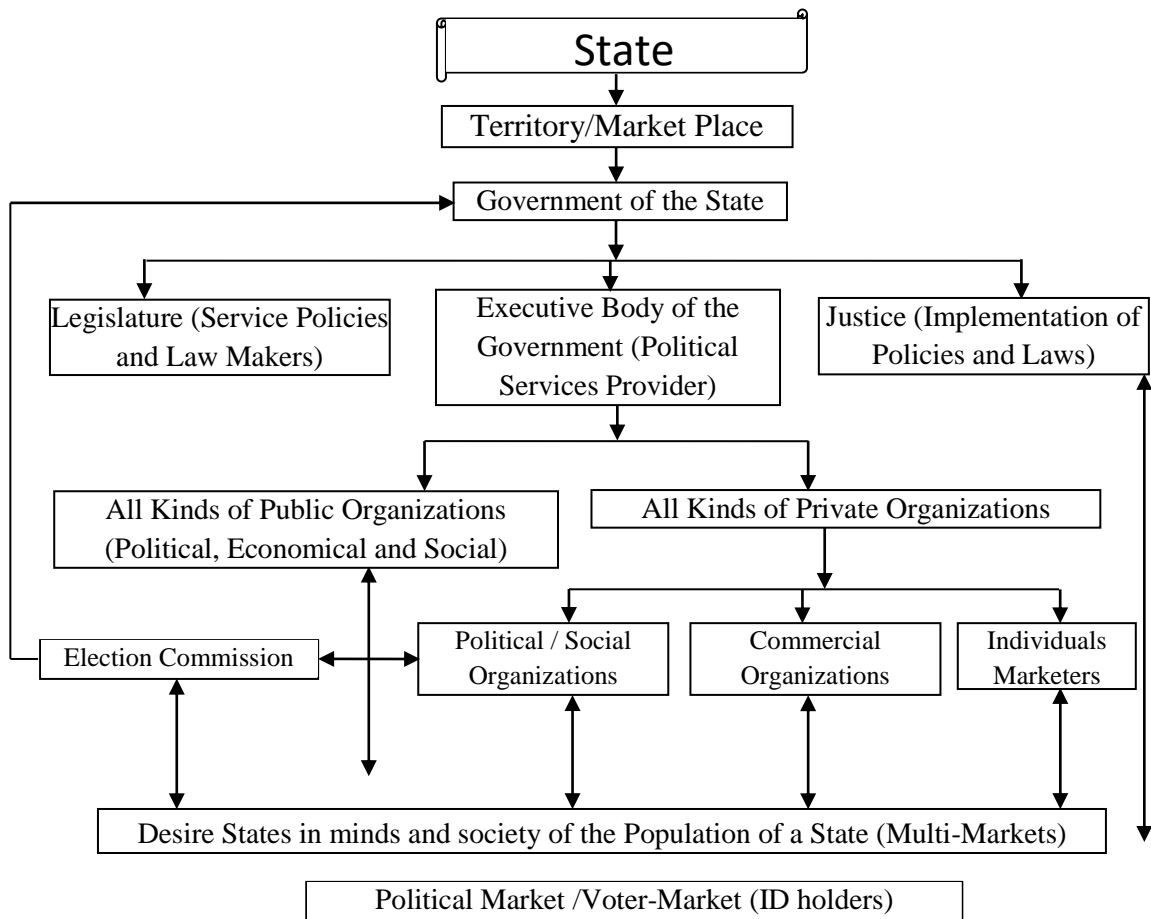 State
Territory/Market Place
Government of the State
Legislature (Service Policies
and Law Makers)
Executive Body of the
Government (Political
Services Provider)
Justice (Implementation of
Policies and Laws)
All Kinds of Public Organizations
(Political, Economical and Social)
All Kinds of Private Organizations
Election Commission
Political / Social
Organizations
Commercial
Organizations
Individuals
Marketers
Desire States in minds and society of the Population of a State (Multi-Markets)
Political Market /Voter-Market (ID holders)